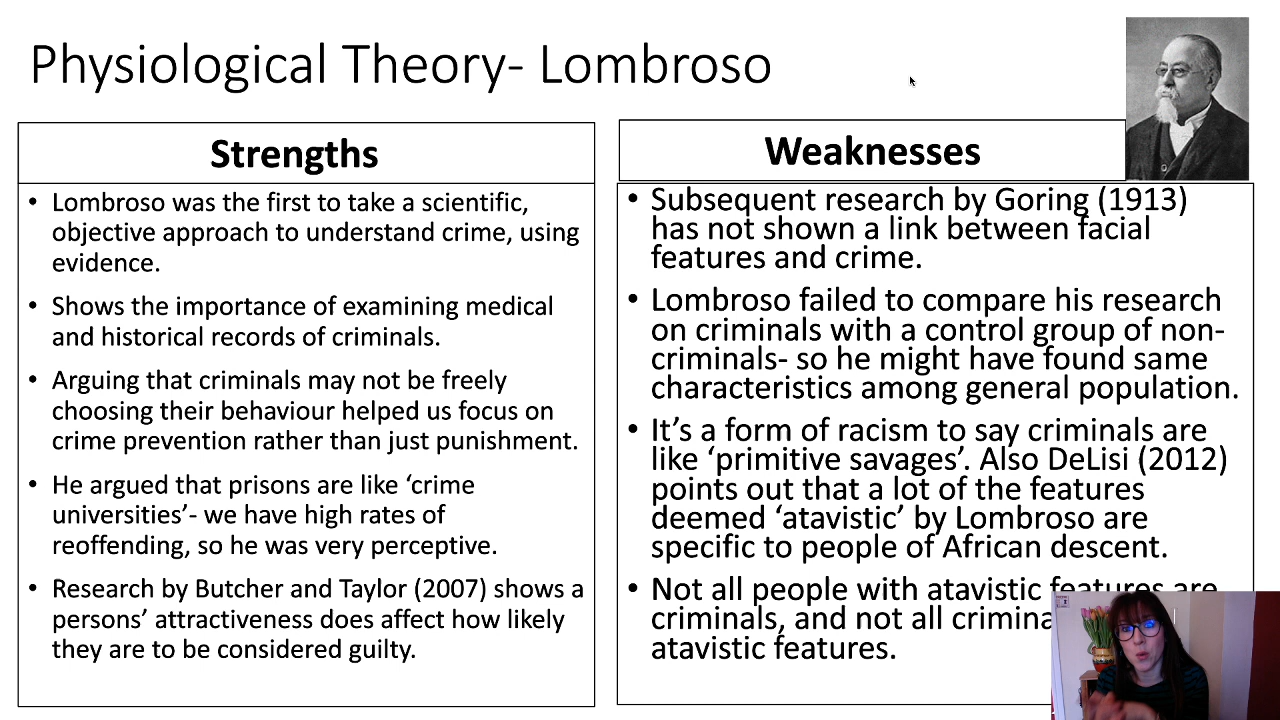 Physiological Theory- Lombroso
Strengths
• Lombroso was the first to take a scientific,
objective approach to understand crime, using
evidence.
• Shows the importance of examining medical
and historical records of criminals.
• Arguing that criminals may not be freely
choosing their behaviour helped us focus on
crime prevention rather than just punishment.
• He argued that prisons are like ‘crime
universities’- we have high rates of
reoffending, so he was very perceptive.
• Research by Butcher and Taylor (2007) shows a
persons’ attractiveness does affect how likely
they are to be considered guilty.
Weaknesses
• Subsequent research by Goring (1913)
has not shown a link between facial
features and crime.
• Lombroso failed to compare his research
on criminals with a control group of non-
criminals- so he might have found same
characteristics among general population.
• It’s a form of racism to say criminals are
like ‘primitive savages’. Also DeLisi (2012)
points out that a lot of the features
deemed ‘atavistic’ by Lombroso are
specific to people of African descent.
• Not all people with atavistic features are
criminals, and not all
atavistic features.